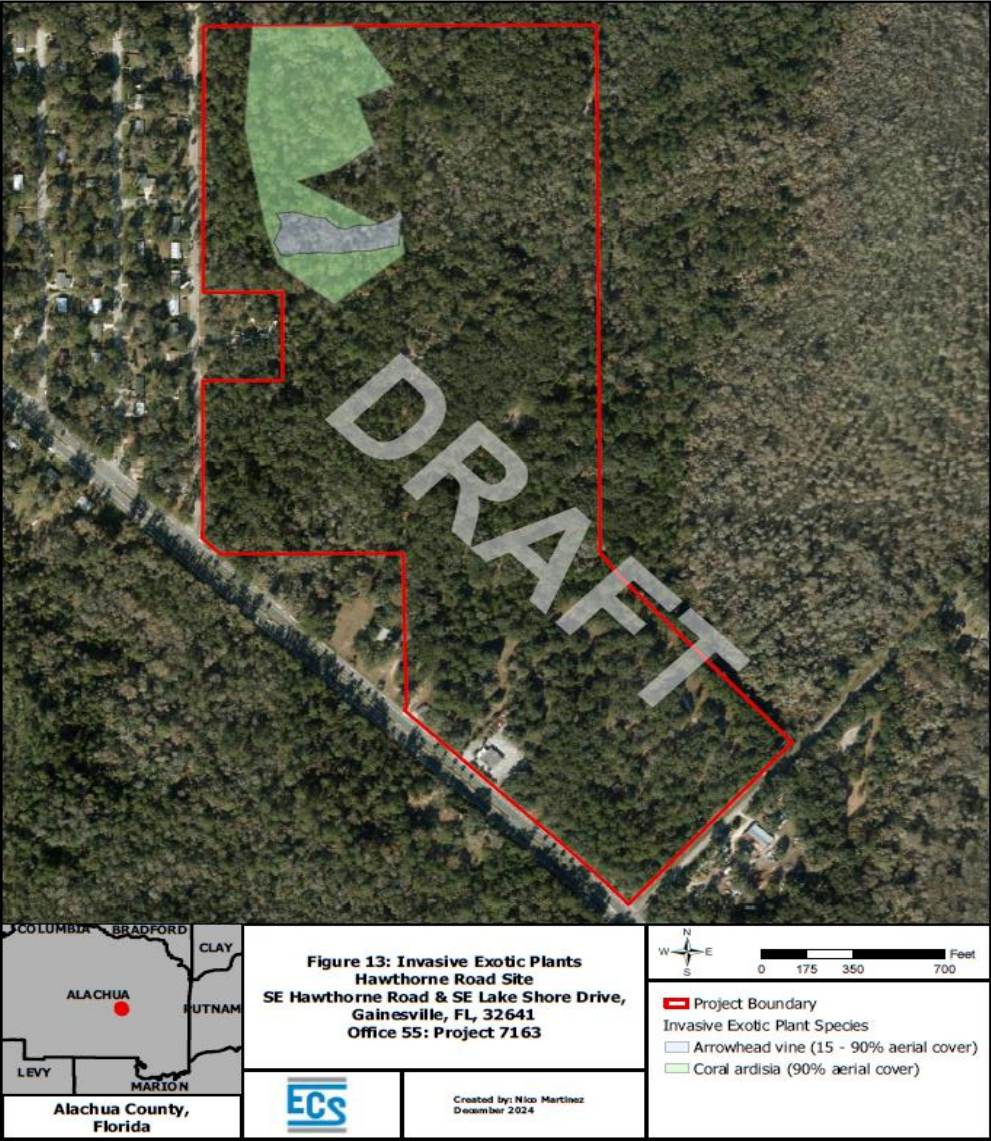 DRAFT
COLUMBIA
BRADFORD
CLAY
ALACHUA
PUTNAM
LEVY
MARION
Alachua County,
Florida
Figure 13: Invasive Exotic Plants
Hawthorne Road Site
SE Hawthorne Road & SE Lake Shore Drive,
Gainesville, FL, 32641
Office 55: Project 7163
ECS
Created by: Nico Martinez
December 2024
N
W E
S
Feet
0 175 350 700
Project Boundary
Invasive Exotic Plant Species
Arrowhead vine (15 - 90% aerial cover)
Coral ardisia (90% aerial cover)